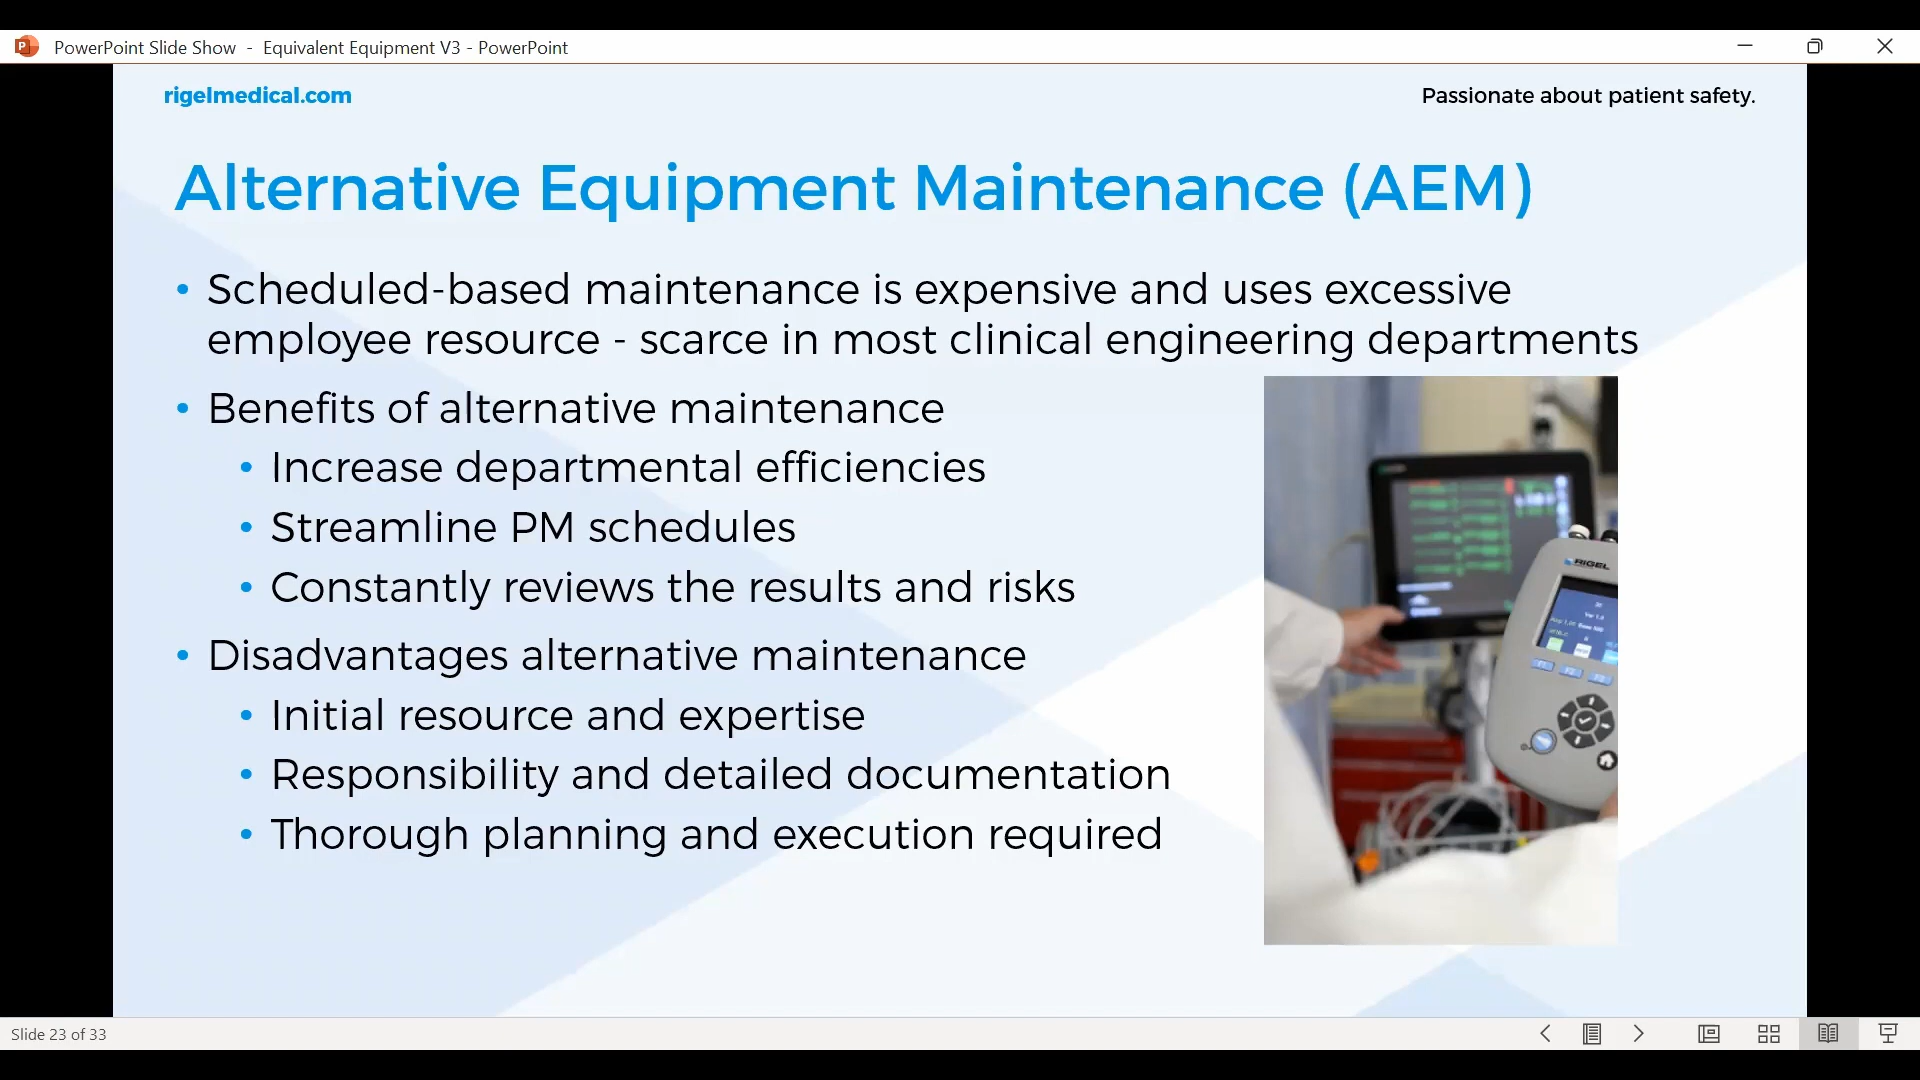 PowerPoint Slide Show - Equivalent Equipment V3 - PowerPoint
rigelmedical.com
Passionate about patient safety.
Alternative Equipment Maintenance (AEM)
• Scheduled-based maintenance is expensive and uses excessive
employee resource - scarce in most clinical engineering departments
• Benefits of alternative maintenance
• Increase departmental efficiencies
• Streamline PM schedules
• Constantly reviews the results and risks
• Disadvantages alternative maintenance
• Initial resource and expertise
• Responsibility and detailed documentation
• Thorough planning and execution required
RIGEL
Slide 23 of 33